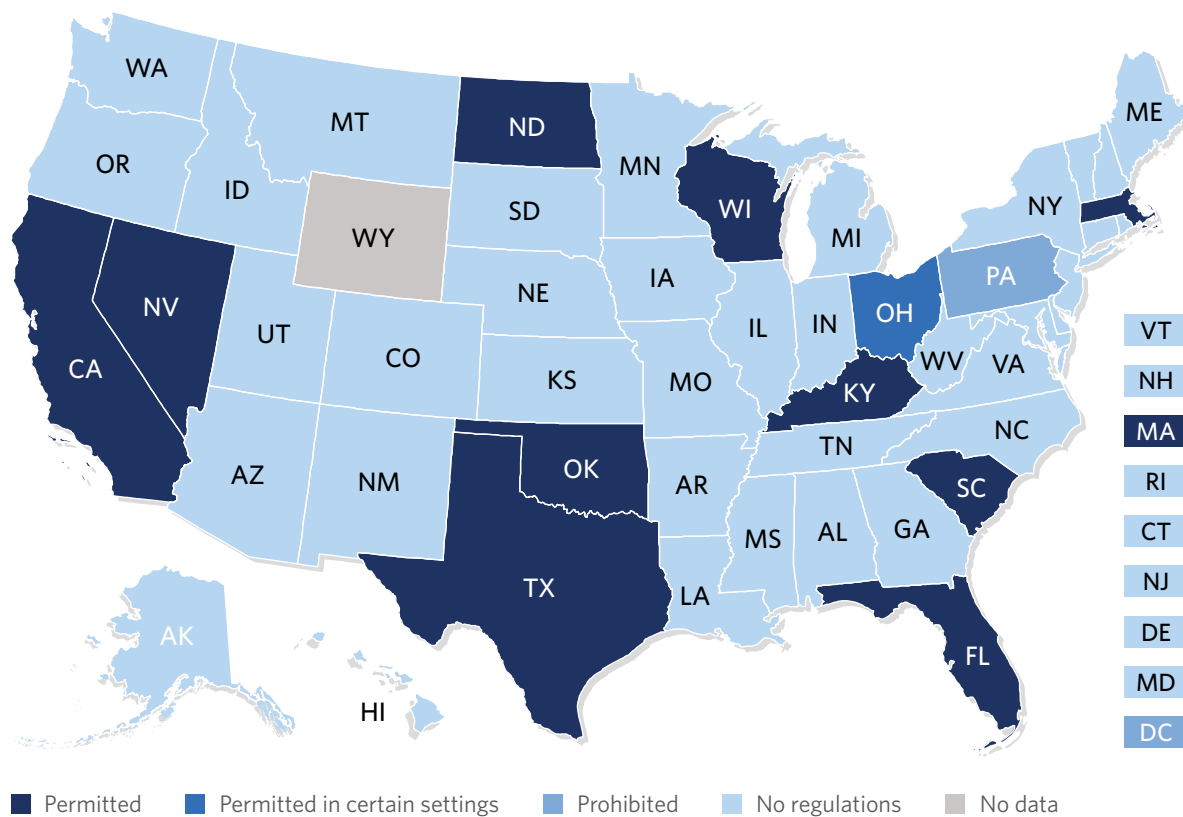 WA
MT
ND
MN
ME
OR
ID
SD
WI
NY
WY
MI
IA
PA
NE
NV
UT
CO
IL
IN
OH
WV
VA
CA
KS
MO
KY
NC
TN
AZ
NM
OK
AR
SC
MS
AL
GA
TX
LA
FL
AK
HI
VT
NH
MA
RI
CT
NJ
DE
MD
DC
Permitted
Permitted in certain settings
Prohibited
No regulations
No data